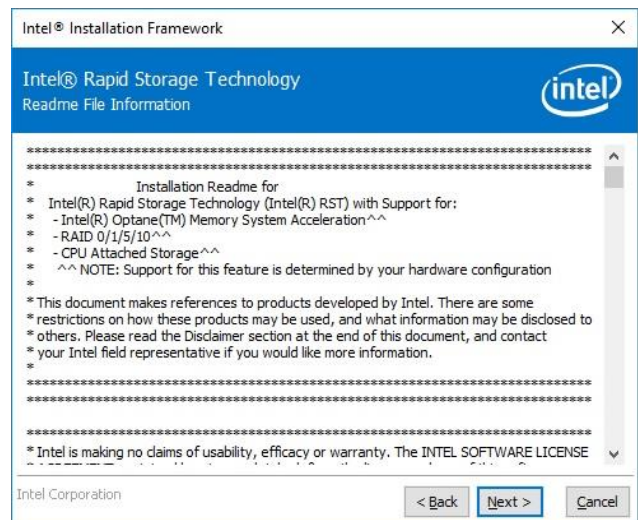 Intel® Installation Framework
Intel® Rapid Storage Technology
Readme File Information
intel
*******************************************************************************
*******************************************************************************
* Installation Readme for
* Intel(R) Rapid Storage Technology (Intel(R) RST) with Support for:
* - Intel(R) Optane(TM) Memory System Acceleration^^
* - RAID 0/1/5/10^^
* - CPU Attached Storage^^
* ^^ NOTE: Support for this feature is determined by your hardware configuration
*
* This document makes references to products developed by Intel. There are some
* restrictions on how these products may be used, and what information may be disclosed to
* others. Please read the Disclaimer section at the end of this document, and contact
* your Intel field representative if you would like more information.
*
*******************************************************************************
*******************************************************************************
*******************************************************************************
* Intel is making no claims of usability, efficacy or warranty. The INTEL SOFTWARE LICENSE
Intel Corporation
< Back Next > Cancel